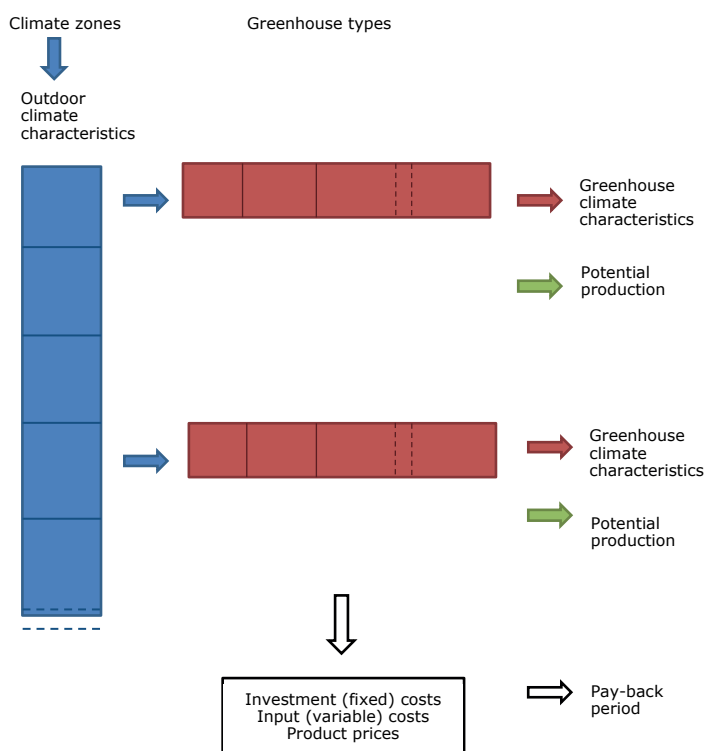 Climate zones
Greenhouse types
Outdoor
climate
characteristics
Greenhouse
climate
characteristics
Potential
production
Greenhouse
climate
characteristics
Potential
production
Investment (fixed) costs
Input (variable) costs
Product prices
Pay-back
period